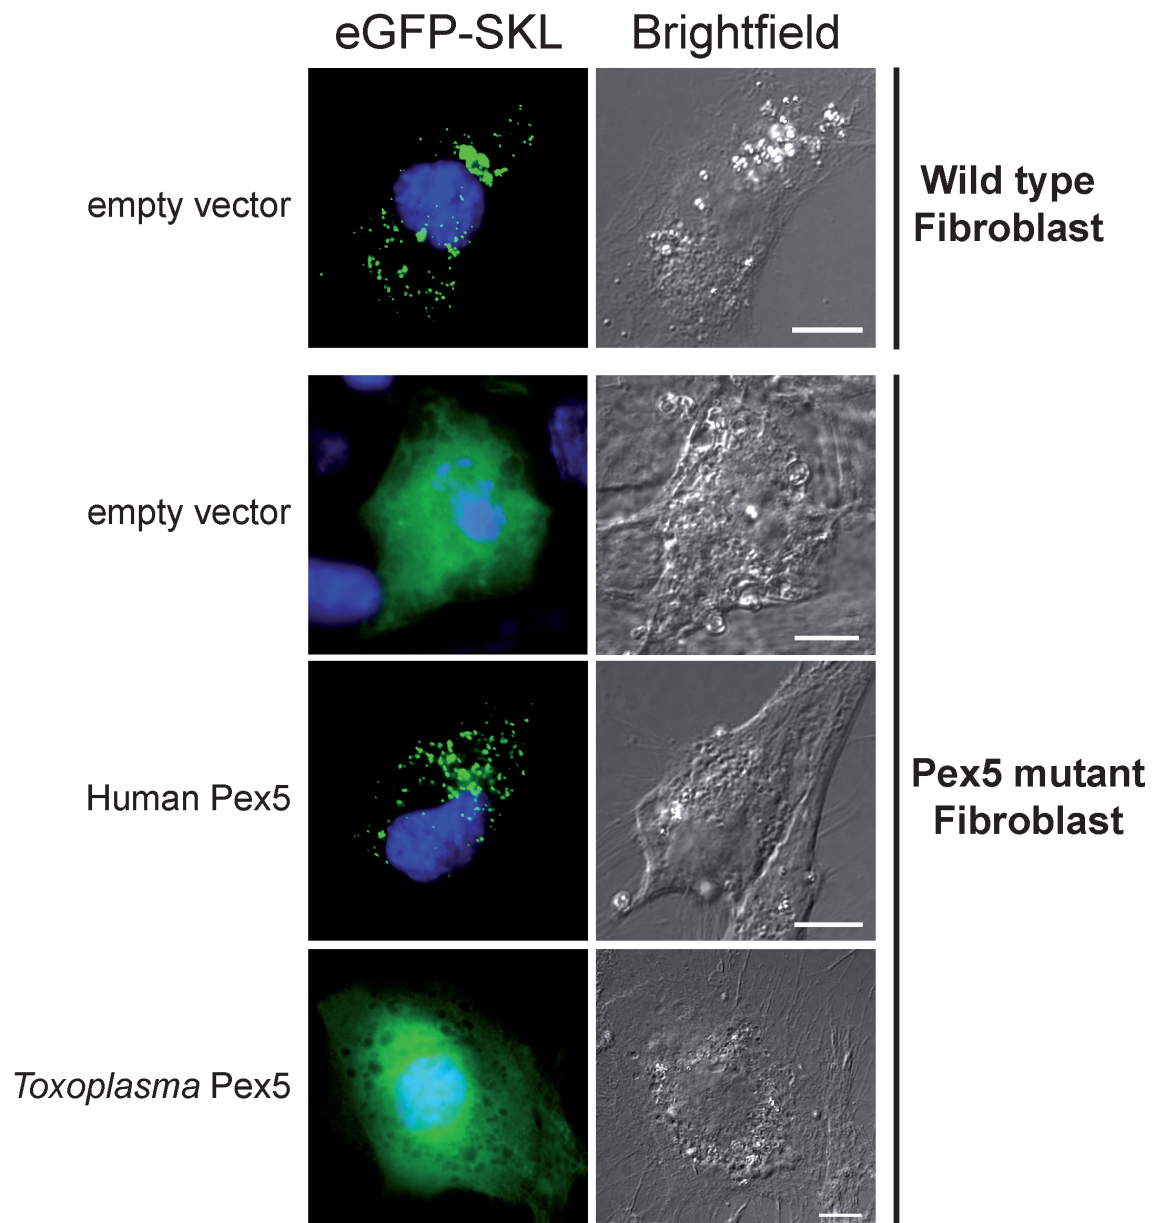 eGFP-SKL Brightfield
empty vector
Wild type
Fibroblast
empty vector
Human Pex5
Pex5 mutant
Fibroblast
Toxoplasma Pex5